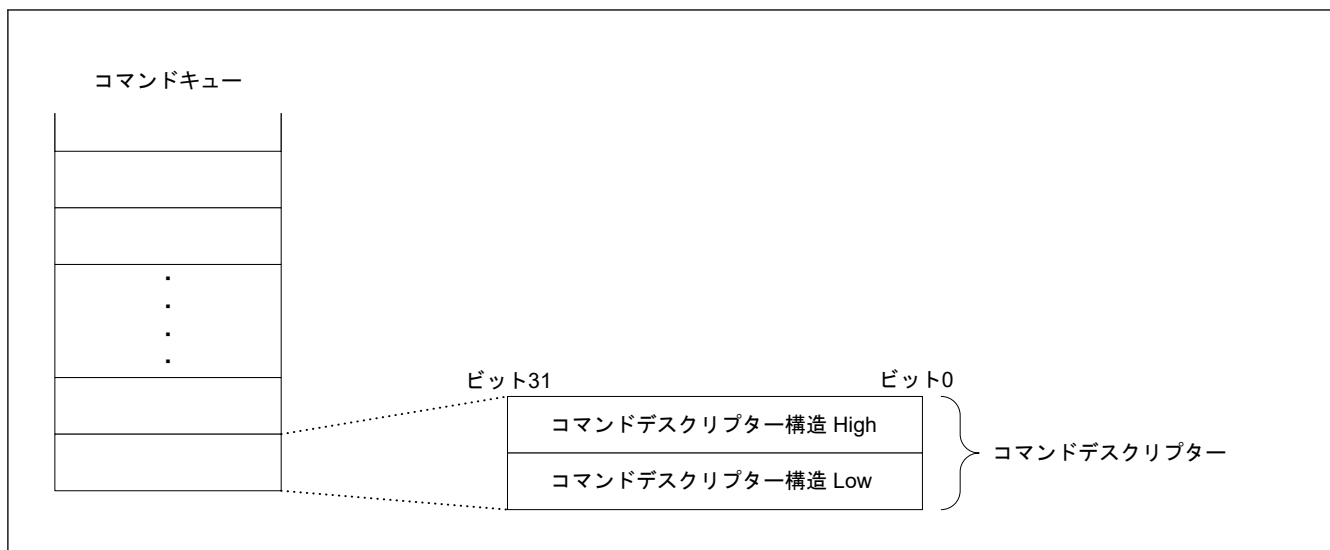 コマンドキュー
・
・
・
・
ビット31
ビット0
コマンドデスクリプター構造 High
コマンドデスクリプター構造 Low
コマンドデスクリプター